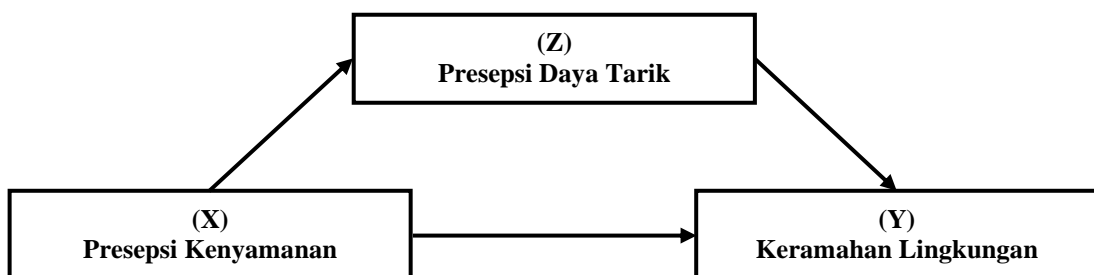 (Z)
Presepsi Daya Tarik
(X)
Presepsi Kenyamanan
(Y)
Keramahan Lingkungan